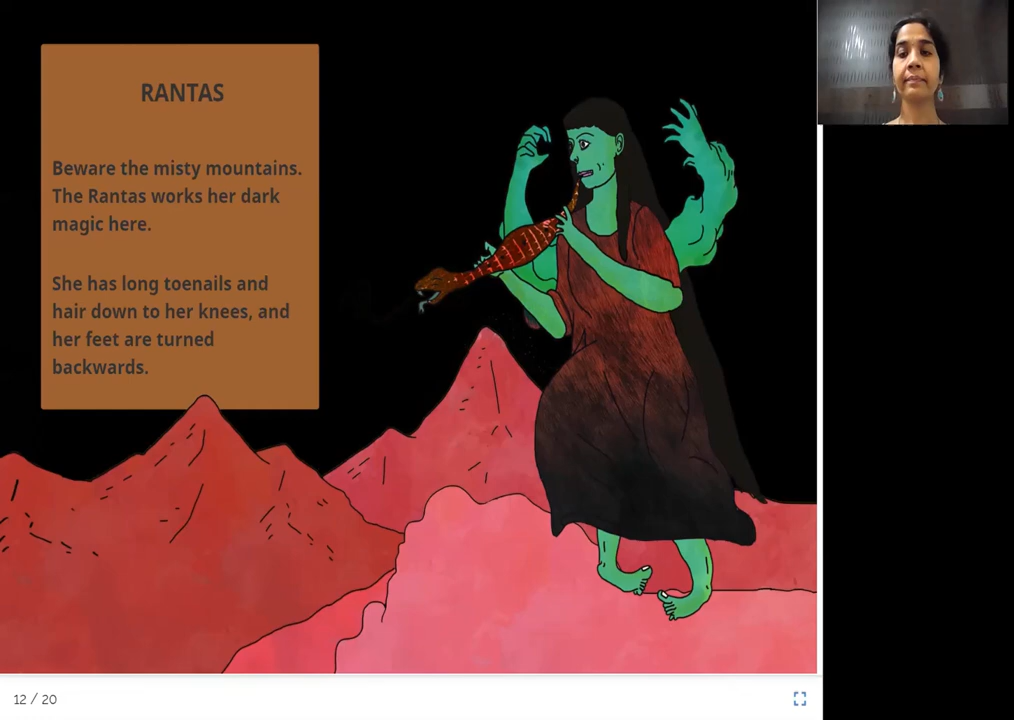 RANTAS
Beware the misty mountains.
The Rantas works her dark
magic here.
She has long toenails and
hair down to her knees, and
her feet are turned
backwards.
12 / 20